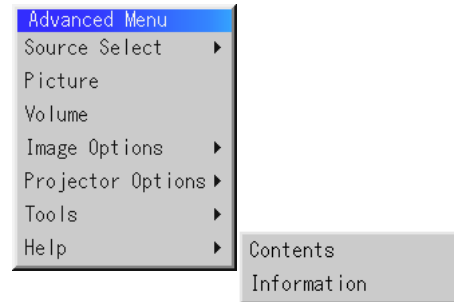 Advanced Menu
Source Select
Picture
Volume
Image Options
Projector Options
Tools
Help
Contents
Information